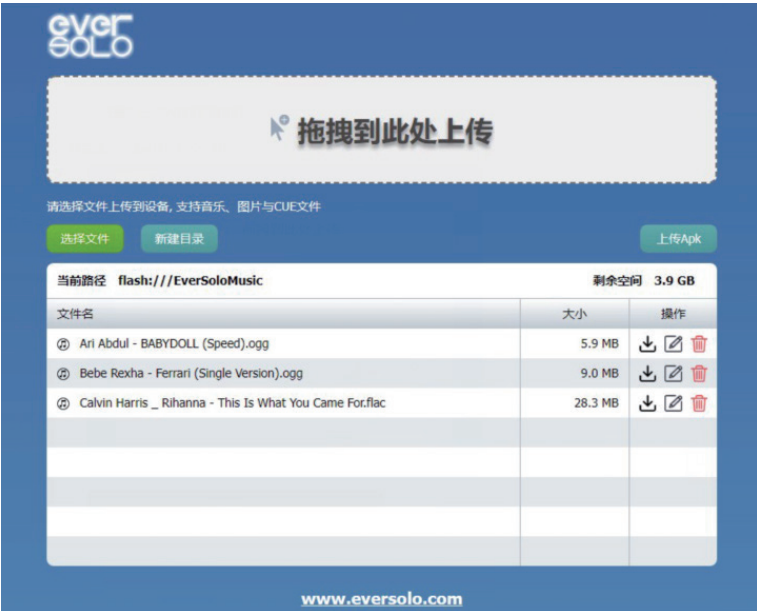 eversolo
拖拽到此处上传
请选择文件上传到设备, 支持音乐、图片与CUE文件
选择文件 新建目录 上传Apk
当前路径 flash:///EverSoloMusic 剩余空间 3.9 GB
文件名 大小 操作
Ari Abdul - BABYDOLL (Speed).ogg 5.9 MB
Bebe Rexha - Ferrari (Single Version).ogg 9.0 MB
Calvin Harris _ Rihanna - This Is What You Came For.flac 28.3 MB
www.eversolo.com